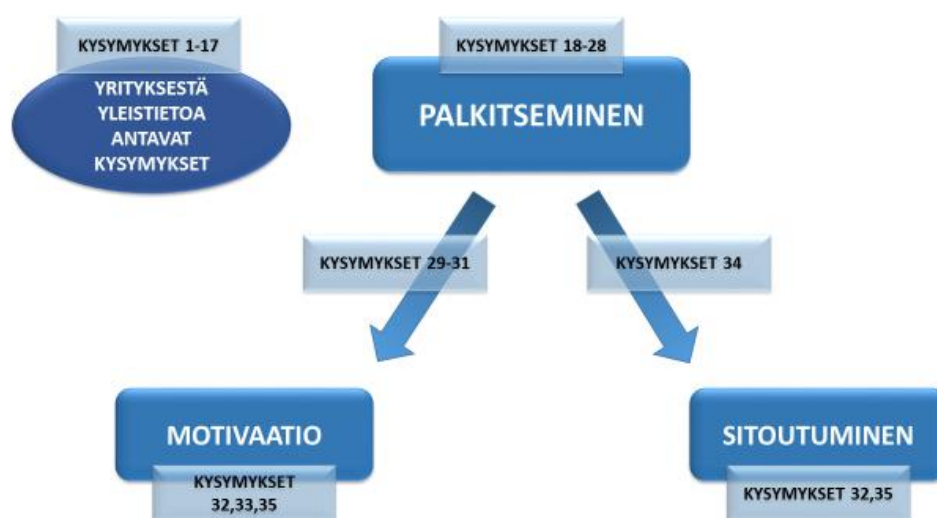 KYSYMYKSET 1-17
YRITYKSESTÄ
YLEISTIETOA
ANTAVAT
KYSYMYKSET
KYSYMYKSET 18-28
PALKITSEMINEN
KYSYMYKSET 29-31
KYSYMYKSET 34
MOTIVAATIO
KYSYMYKSET
32,33,35
SITOUTUMINEN
KYSYMYKSET 32,35